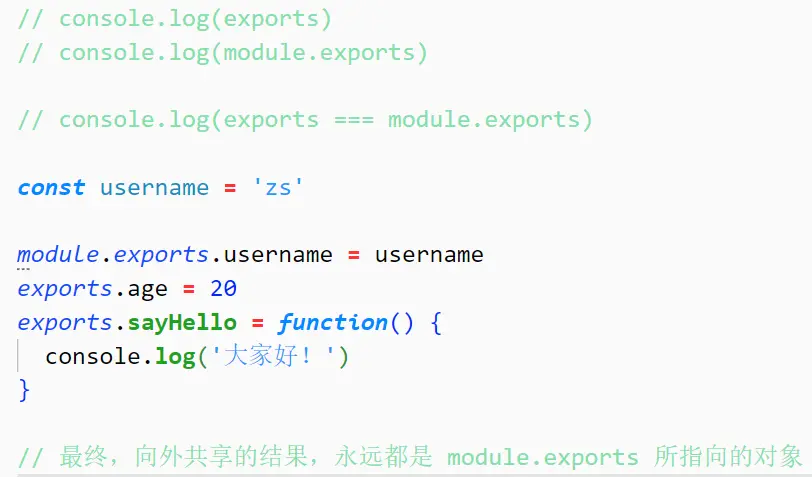 // console.log(exports)
// console.log(module.exports)
// console.log(exports === module.exports)
const username = 'zs'
module.exports.username = username
exports.age = 20
exports.sayHello = function() {
  console.log('大家好！')
}
// 最终，向外共享的结果，永远都是 module.exports 所指向的对象